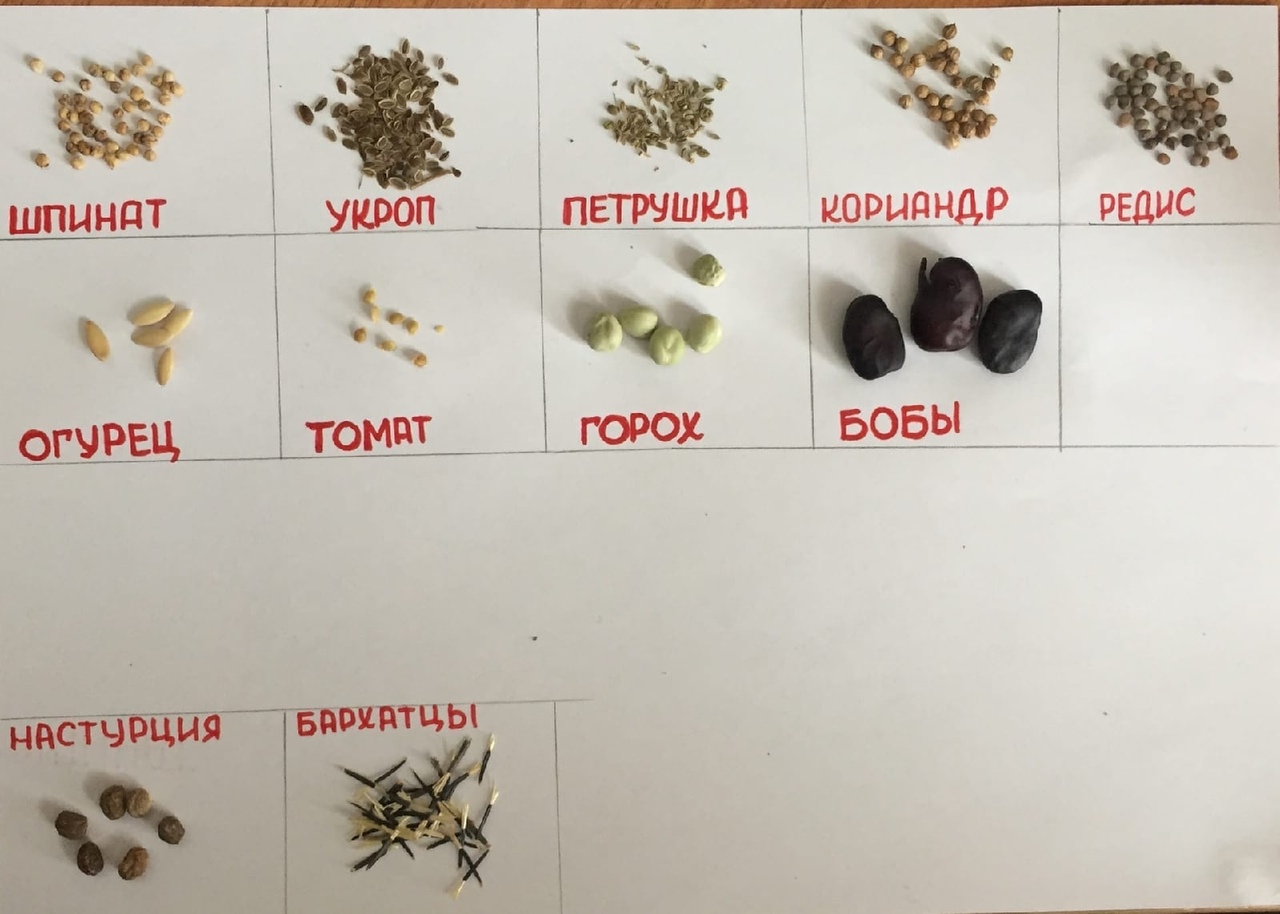 ШПИНАТ
УКРОП
ПЕТРУШКА
КОРИАНДР
РЕДИС
ОГУРЕЦ
ТОМАТ
ГОРОХ
БОБЫ
НАСТУРЦИЯ
БАРХАТЦЫ